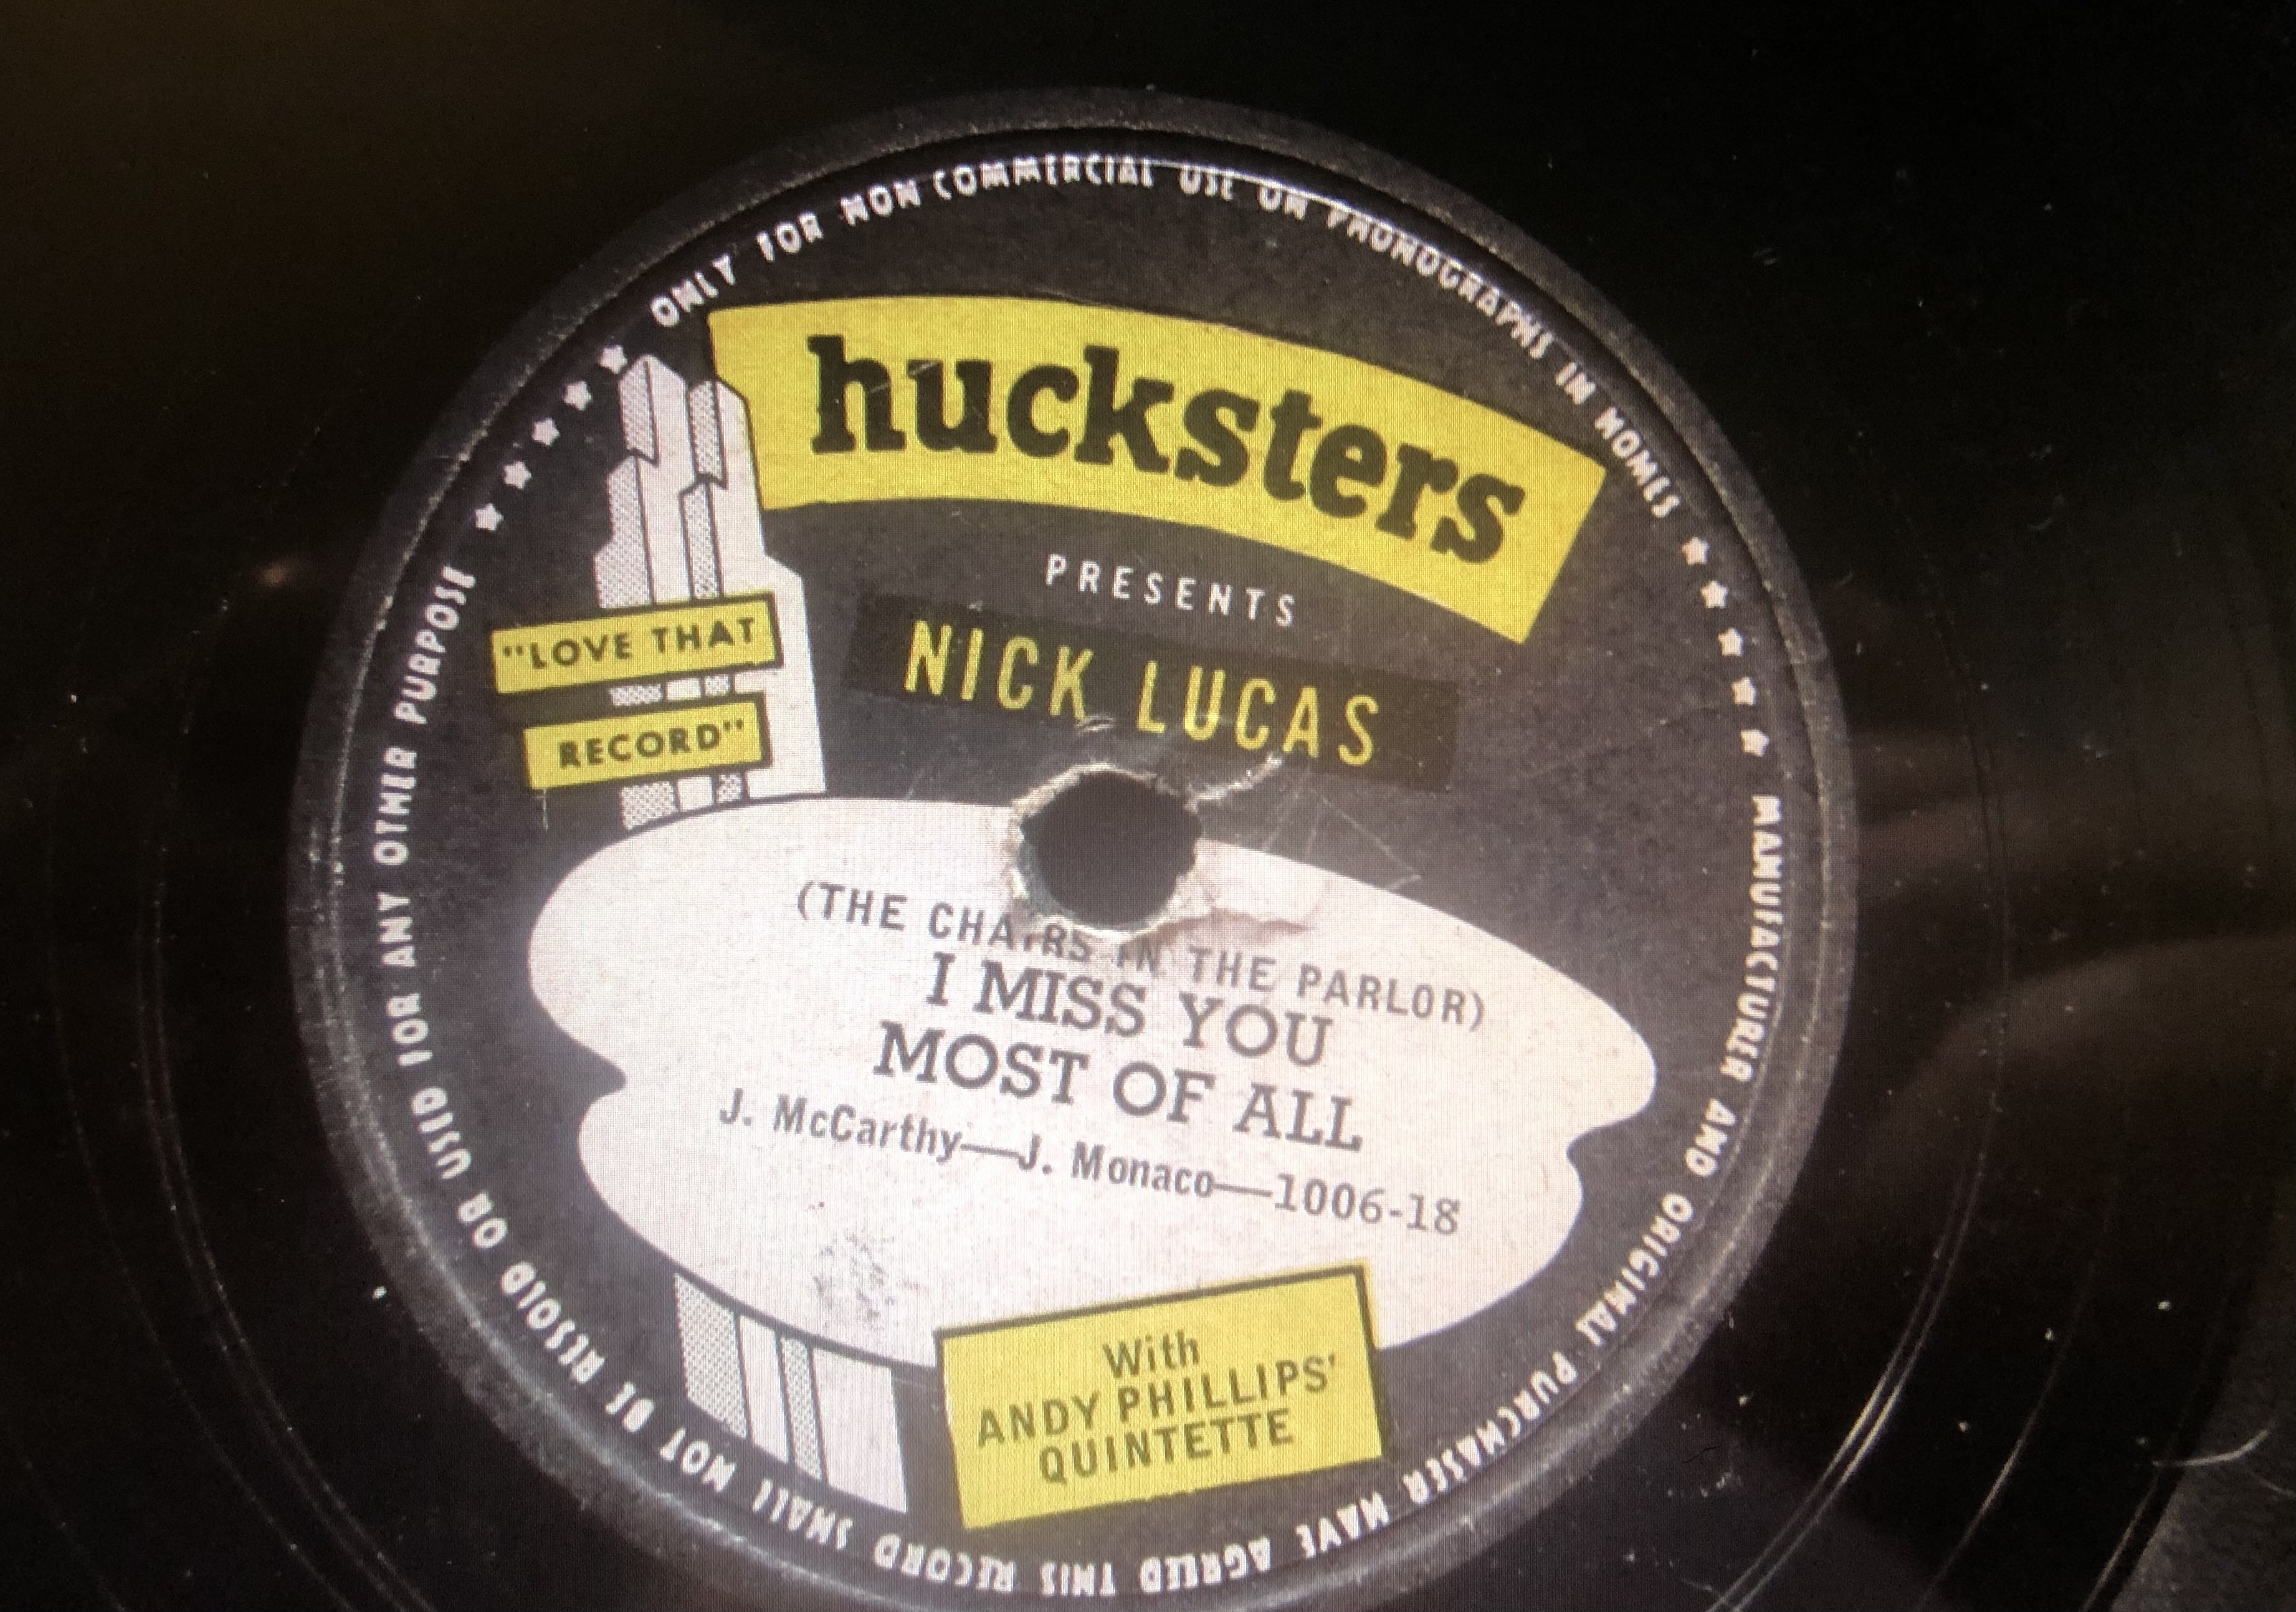 ONLY FOR NON COMMERCIAL USE ON PHONOGRAPHS IN HOMES
MANUFACTURER AND ORIGINAL PURCHASER HAVE AGREED THIS RECORD SHALL NOT BE RESOLD OR USED FOR ANY OTHER PURPOSE
hucksters
PRESENTS
NICK LUCAS
"LOVE THAT
RECORD"
(THE CHAIRS IN THE PARLOR)
I MISS YOU
MOST OF ALL
J. McCarthy—J. Monaco—1006-18
With
ANDY PHILLIPS'
QUINTETTE